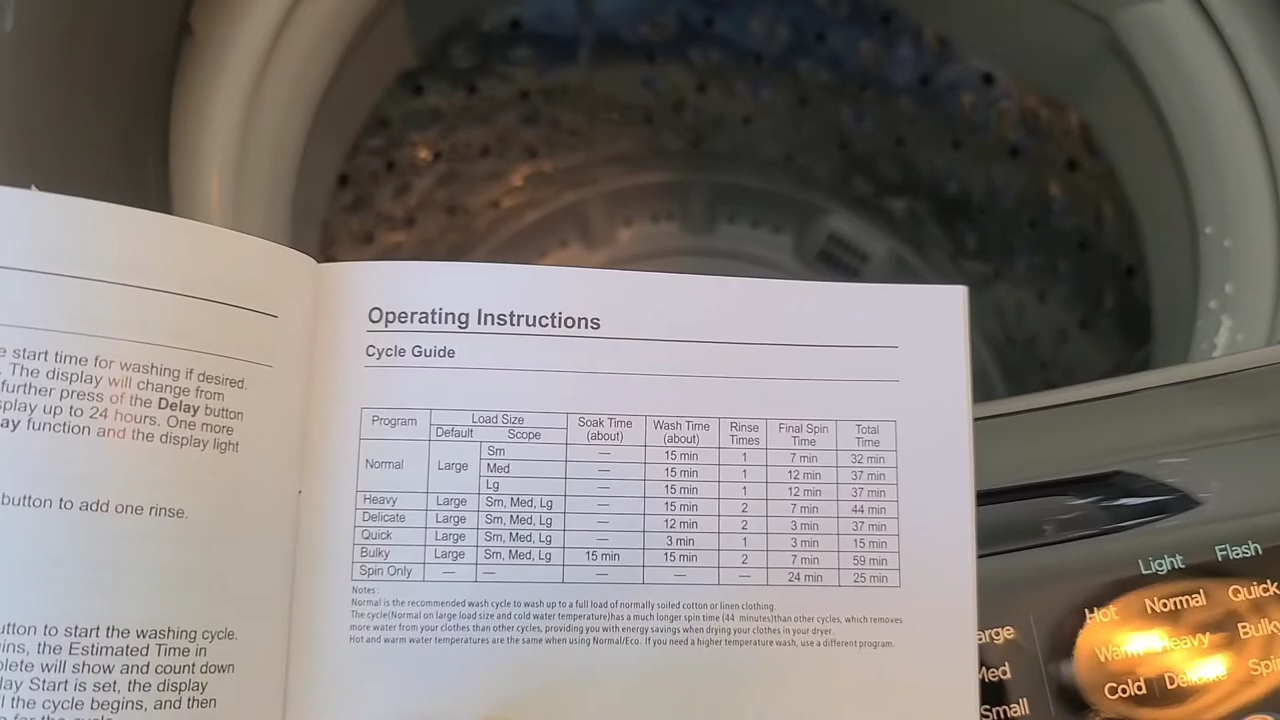 e start time for washing if desired.
. The display will change from
further press of the Delay button
splay up to 24 hours. One more
ay function and the display light
button to add one rinse.
utton to start the washing cycle.
ins, the Estimated Time in
plete will show and count down
lay Start is set, the display
l the cycle begins, and then
Operating Instructions
Cycle Guide
Program Load Size Soak Time (about) Wash Time (about) Rinse Times Final Spin Time Total Time
Default Scope
Normal Large Sm — 15 min 1 7 min 32 min
Med — 15 min 1 12 min 37 min
Lg — 15 min 1 12 min 37 min
Heavy Large Sm, Med, Lg — 15 min 2 7 min 44 min
Delicate Large Sm, Med, Lg — 12 min 2 3 min 37 min
Quick Large Sm, Med, Lg — 3 min 1 3 min 15 min
Bulky Large Sm, Med, Lg 15 min 15 min 2 7 min 59 min
Spin Only — — — — — 24 min 25 min
Notes:
Normal is the recommended wash cycle to wash up to a full load of normally soiled cotton or linen clothing.
The cycle(Normal on large load size and cold water temperature)has a much longer spin time (44 minutes)than other cycles, which removes
more water from your clothes than other cycles, providing you with energy savings when drying your clothes in your dryer.
Hot and warm water temperatures are the same when using Normal/Eco. If you need a higher temperature wash, use a different program.
Light Flash
arge Hot Normal Quick
Med Warm Heavy Bulky
Small Cold Delicate Spin